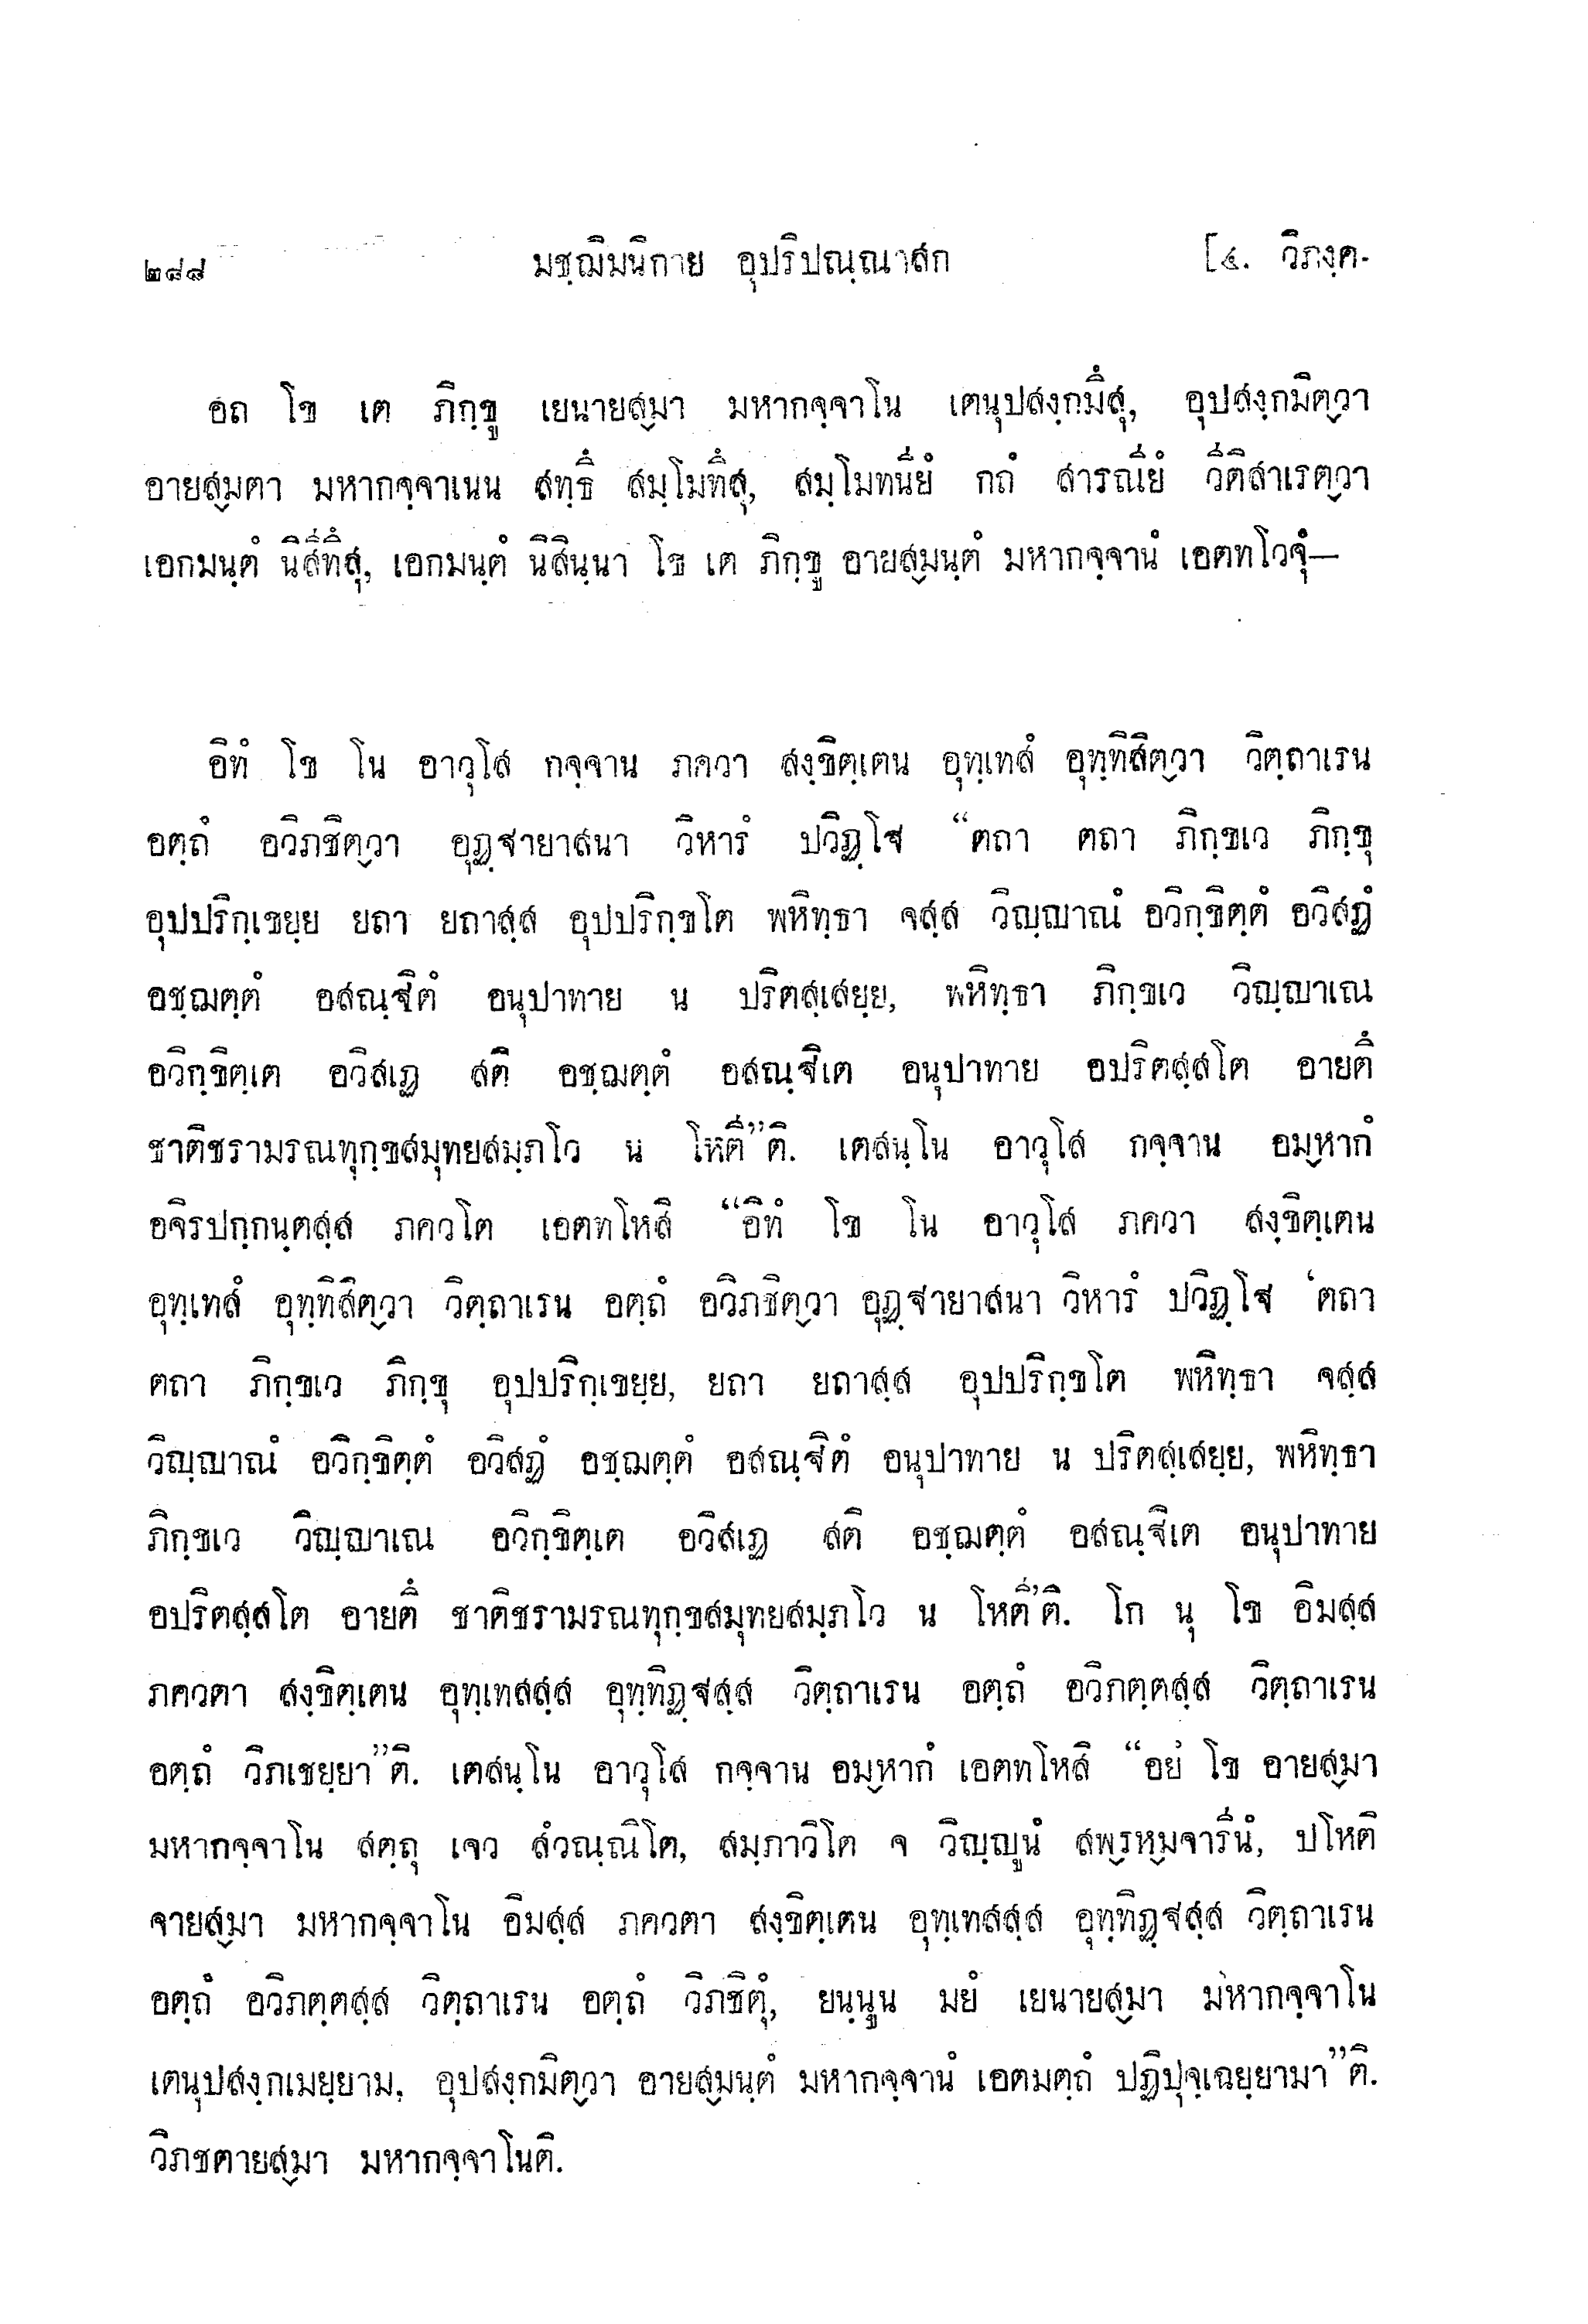 ๒๘๘ มชฺฌิมนิกาย อุปริปณฺณาสก [๔. วิภงฺค-
อถ โข เต ภิกฺขู เยนายสฺมา มหากจฺจาโน เตนุปสงฺกมึสุ, อุปสงฺกมิตฺวา
อายสฺมตา มหากจฺจาเนน สทฺธึ สมฺโมทึสุ, สมฺโมทนียํ กถํ สารณียํ วีติสาเรตฺวา
เอกมนฺตํ นิสีทึสุ, เอกมนฺตํ นิสินฺนา โข เต ภิกฺขู อายสฺมนฺตํ มหากจฺจานํ เอตทโวจุํ—
อิทํ โข โน อาวุโส กจฺจาน ภควา สงฺขิตฺเตน อุทฺเทสํ อุทฺทิสิตฺวา วิตฺถาเรน
อตฺถํ อวิภชิตฺวา อุฏฺฐายาสนา วิหารํ ปวิฏฺโฐ “ตถา ตถา ภิกฺขเว ภิกฺขุ
อุปปริกฺเขยฺย ยถา ยถาสฺส อุปปริกฺขโต พหิทฺธา จสฺส วิญฺญาณํ อวิกฺขิตฺตํ อวิสฏํ
อชฺฌตฺตํ อสณฺฐิตํ อนุปาทาย น ปริตสฺเสยฺย, พหิทฺธา ภิกฺขเว วิญฺญาเณ
อวิกฺขิตฺเต อวิสเฏ สติ อชฺฌตฺตํ อสณฺฐิเต อนุปาทาย อปริตสฺสโต อายตึ
ชาติชรามรณทุกฺขสมุทยสมฺภโว น โหตี”ติ. เตสนฺโน อาวุโส กจฺจาน อมฺหากํ
อจิรปกฺกนฺตสฺส ภควโต เอตทโหสิ “อิทํ โข โน อาวุโส ภควา สงฺขิตฺเตน
อุทฺเทสํ อุทฺทิสิตฺวา วิตฺถาเรน อตฺถํ อวิภชิตฺวา อุฏฺฐายาสนา วิหารํ ปวิฏฺโฐ ‘ตถา
ตถา ภิกฺขเว ภิกฺขุ อุปปริกฺเขยฺย, ยถา ยถาสฺส อุปปริกฺขโต พหิทฺธา จสฺส
วิญฺญาณํ อวิกฺขิตฺตํ อวิสฏํ อชฺฌตฺตํ อสณฺฐิตํ อนุปาทาย น ปริตสฺเสยฺย, พหิทฺธา
ภิกฺขเว วิญฺญาเณ อวิกฺขิตฺเต อวิสเฏ สติ อชฺฌตฺตํ อสณฺฐิเต อนุปาทาย
อปริตสฺสโต อายตึ ชาติชรามรณทุกฺขสมุทยสมฺภโว น โหตี’ติ. โก นุ โข อิมสฺส
ภควตา สงฺขิตฺเตน อุทฺเทสสฺส อุทฺทิฏฺฐสฺส วิตฺถาเรน อตฺถํ อวิภตฺตสฺส วิตฺถาเรน
อตฺถํ วิภเชยฺยา”ติ. เตสนฺโน อาวุโส กจฺจาน อมฺหากํ เอตทโหสิ “อยํ โข อายสฺมา
มหากจฺจาโน สตฺถุ เจว สํวณฺณิโต, สมฺภาวิโต จ วิญฺญูนํ สพฺรหฺมจารีนํ, ปโหติ
จายสฺมา มหากจฺจาโน อิมสฺส ภควตา สงฺขิตฺเตน อุทฺเทสสฺส อุทฺทิฏฺฐสฺส วิตฺถาเรน
อตฺถํ อวิภตฺตสฺส วิตฺถาเรน อตฺถํ วิภชิตุํ, ยนฺนูน มยํ เยนายสฺมา มหากจฺจาโน
เตนุปสงฺกเมยฺยาม, อุปสงฺกมิตฺวา อายสฺมนฺตํ มหากจฺจานํ เอตมตฺถํ ปฏิปุจฺเฉยฺยามา”ติ.
วิภชตายสฺมา มหากจฺจาโนติ.